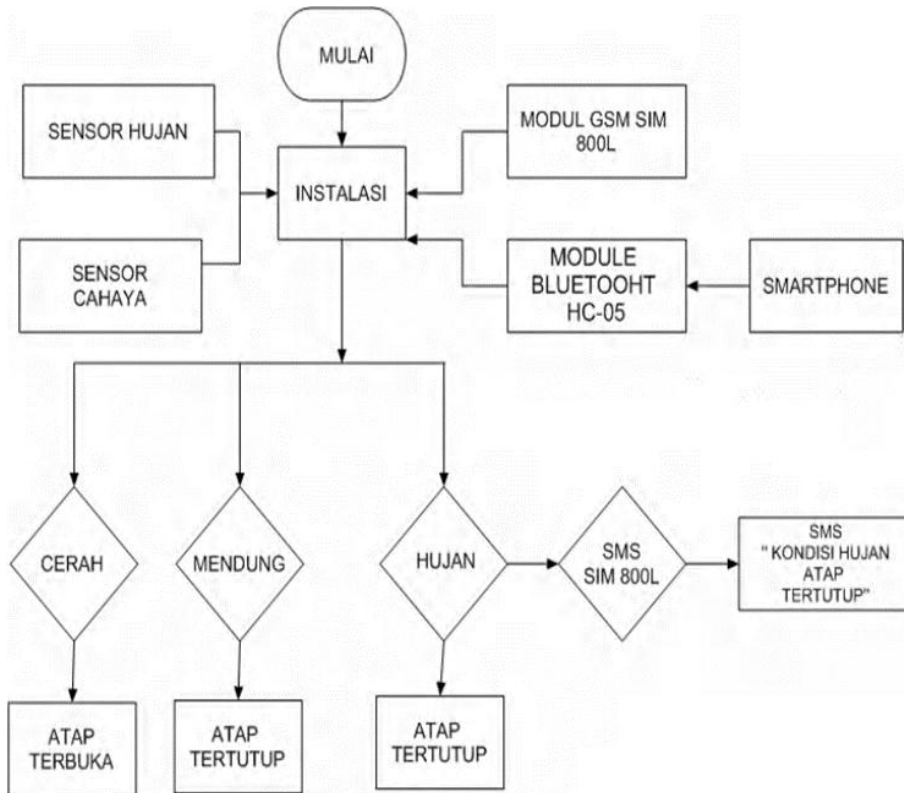 MULAI
SENSOR HUJAN
MODUL GSM SIM
800L
INSTALASI
SENSOR
CAHAYA
MODULE
BLUETOOHT
HC-05
SMARTPHONE
CERAH
MENDUNG
HUJAN
SMS
SIM 800L
SMS
" KONDISI HUJAN
ATAP
TERTUTUP"
ATAP
TERBUKA
ATAP
TERTUTUP
ATAP
TERTUTUP